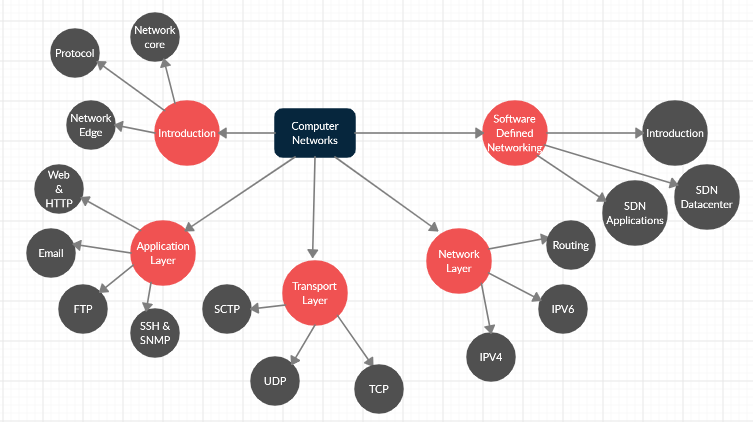 Network
core
Protocol
Network
Edge
Introduction
Computer
Networks
Software
Defined
Networking
Introduction
SDN
Datacenter
SDN
Applications
Web
&
HTTP
Email
FTP
SSH &
SNMP
Application
Layer
Transport
Layer
SCTP
UDP
TCP
Network
Layer
Routing
IPV6
IPV4